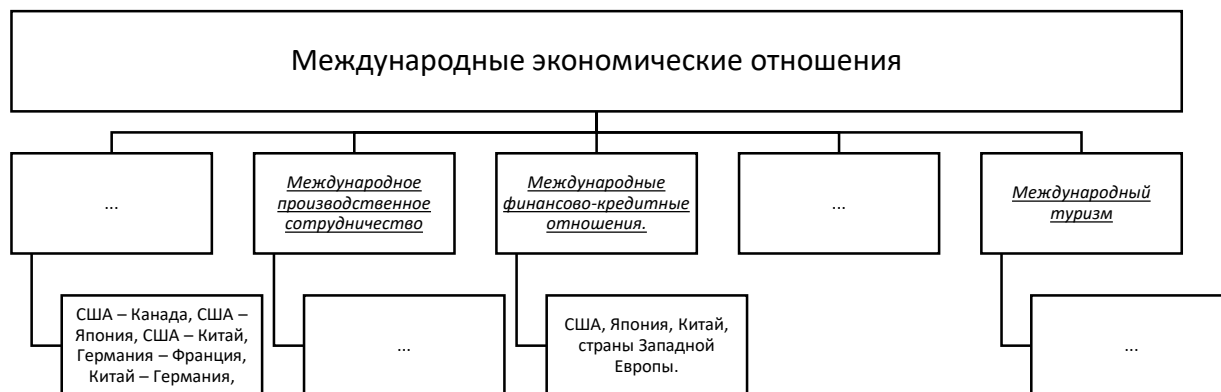 Международные экономические отношения
...
Международное
производственное
сотрудничество
Международные
финансово-кредитные
отношения.
...
Международный
туризм
США – Канада, США –
Япония, США – Китай,
Германия – Франция,
Китай – Германия,
...
США, Япония, Китай,
страны Западной
Европы.
...